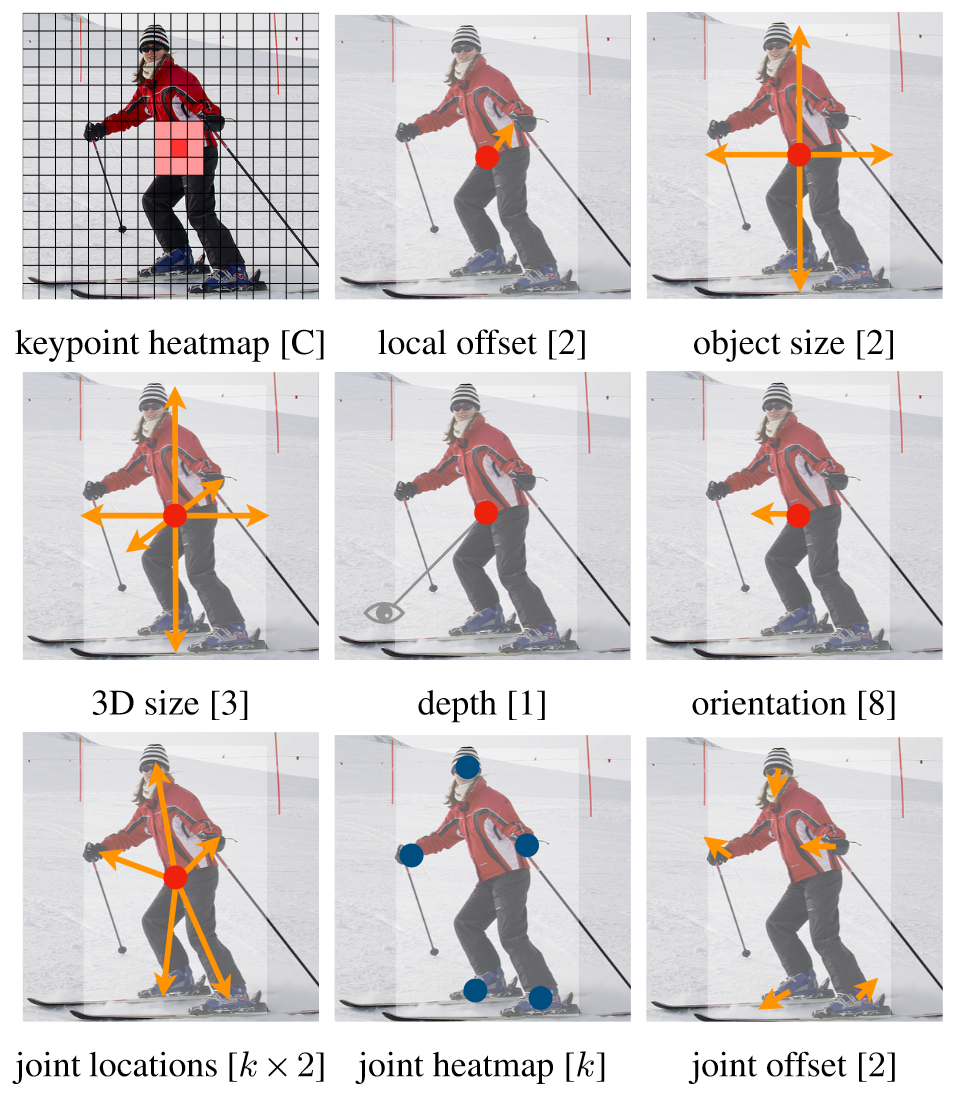 keypoint heatmap [C] local offset [2] object size [2]
3D size [3] depth [1] orientation [8]
joint locations [k × 2] joint heatmap [k] joint offset [2]